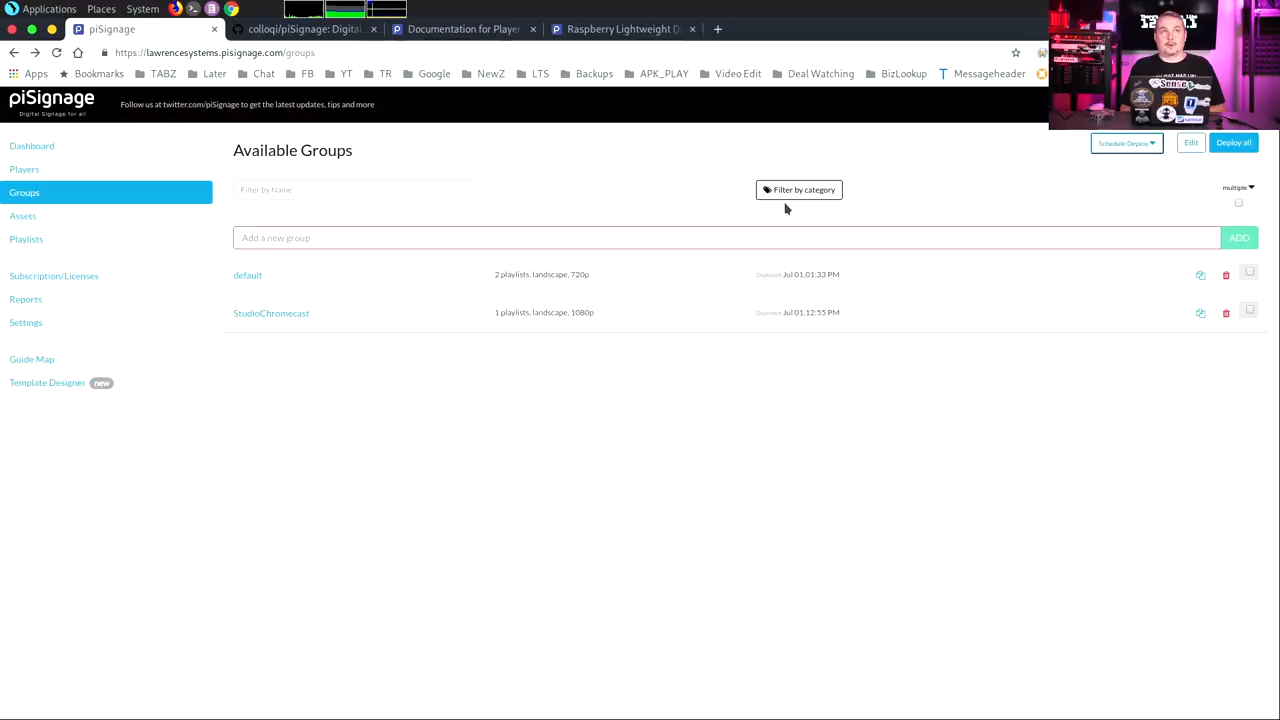 Applications Places System
piSignage
colloqi/piSignage: Digital
Documentation for Player
Raspberry Lightweight D
https://lawrencesystems.pisignage.com/groups
Apps Bookmarks TABZ Later Chat FB YT TR Google NewZ LTS Backups APK_PLAY Video Edit List Watching BizLookup Messageheader
piSignage
Digital Signage for all
Follow us at twitter.com/piSignage to get the latest updates, tips and more
Sense
Dashboard
Players
Groups
Assets
Playlists
Subscription/Licenses
Reports
Settings
Guide Map
Template Designer new
Available Groups
Schedule Deploy
Edit
Deploy all
Filter by Name
Filter by category
multiple
Add a new group
ADD
default
2 playlists, landscape, 720p
Deployed Jul 01,01:33 PM
StudioChromecast
1 playlists, landscape, 1080p
Deployed Jul 01,12:55 PM